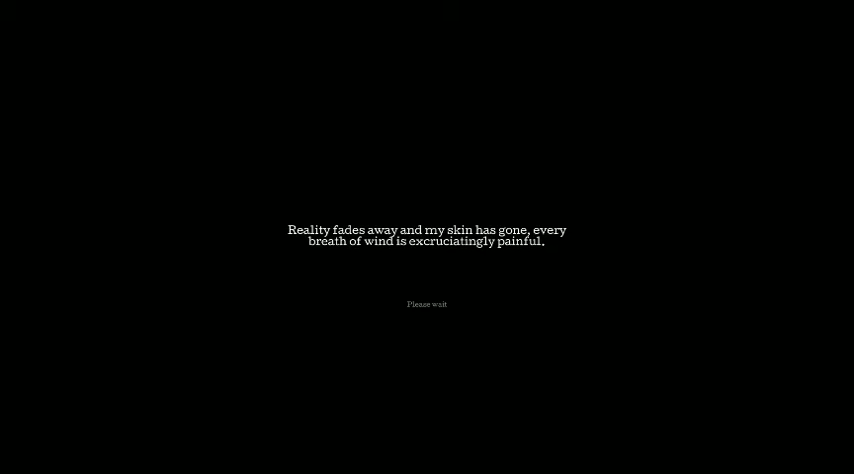 Reality fades away and my skin has gone, every
breath of wind is excruciatingly painful.
Please wait